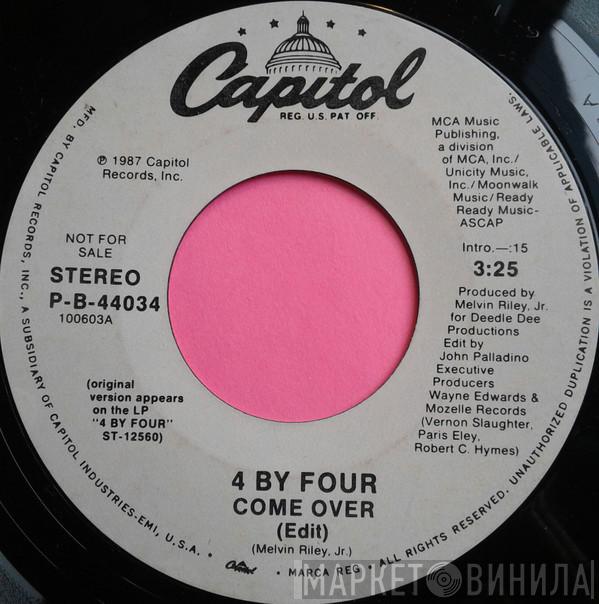 Capitol
REG. U.S. PAT OFF.
℗ 1987 Capitol
Records, Inc.
NOT FOR
SALE
STEREO
P-B-44034
100603A
(original
version appears
on the LP
"4 BY FOUR"
ST-12560)
MCA Music
Publishing,
a division
of MCA, Inc./
Unicity Music,
Inc./Moonwalk
Music/Ready
Ready Music-
ASCAP
Intro.—:15
3:25
Produced by
Melvin Riley, Jr.
for Deedle Dee
Productions
Edit by
John Palladino
Executive
Producers
Wayne Edwards &
Mozelle Records
(Vernon Slaughter,
Paris Eley,
Robert C. Hymes)
4 BY FOUR
COME OVER
(Edit)
(Melvin Riley, Jr.)
MFD. BY CAPITOL RECORDS, INC., A SUBSIDIARY OF CAPITOL INDUSTRIES-EMI, U.S.A. • Capitol • MARCA REG • ALL RIGHTS RESERVED. UNAUTHORIZED DUPLICATION IS A VIOLATION OF APPLICABLE LAWS.
МАРКЕТ ВИНИЛА